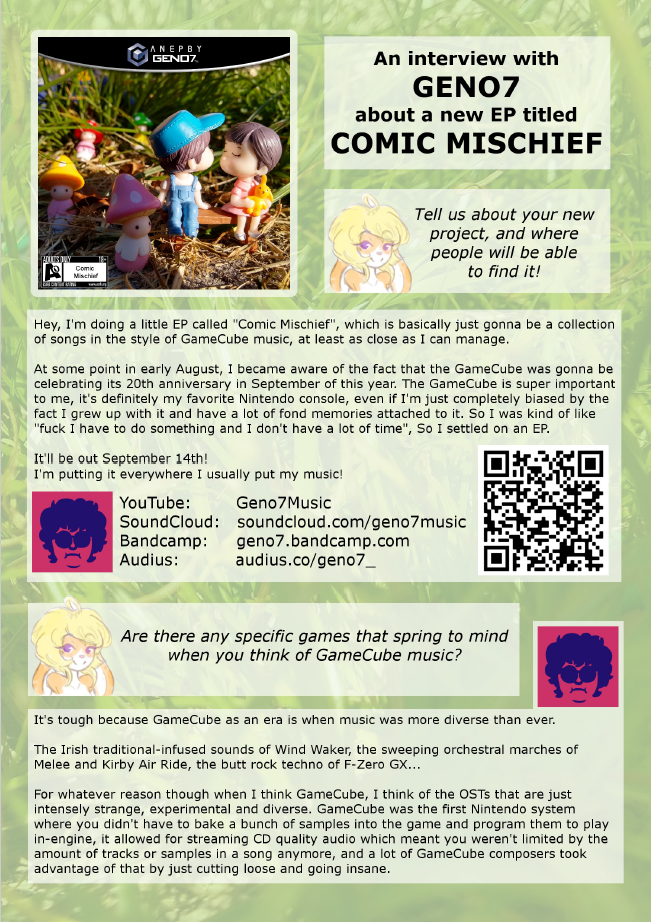 AN EP BY
GENO7
ADULTS ONLY 18+
Comic
Mischief
An interview with
GENO7
about a new EP titled
COMIC MISCHIEF
Tell us about your new
project, and where
people will be able
to find it!
Hey, I'm doing a little EP called "Comic Mischief", which is basically just gonna be a collection
of songs in the style of GameCube music, at least as close as I can manage.
At some point in early August, I became aware of the fact that the GameCube was gonna be
celebrating its 20th anniversary in September of this year. The GameCube is super important
to me, it's definitely my favorite Nintendo console, even if I'm just completely biased by the
fact I grew up with it and have a lot of fond memories attached to it. So I was kind of like
"fuck I have to do something and I don't have a lot of time", So I settled on an EP.
It'll be out September 14th!
I'm putting it everywhere I usually put my music!
YouTube: Geno7Music
SoundCloud: soundcloud.com/geno7music
Bandcamp: geno7.bandcamp.com
Audius: audius.co/geno7_
Are there any specific games that spring to mind
when you think of GameCube music?
It's tough because GameCube as an era is when music was more diverse than ever.
The Irish traditional-infused sounds of Wind Waker, the sweeping orchestral marches of
Melee and Kirby Air Ride, the butt rock techno of F-Zero GX...
For whatever reason though when I think GameCube, I think of the OSTs that are just
intensely strange, experimental and diverse. GameCube was the first Nintendo system
where you didn't have to bake a bunch of samples into the game and program them to play
in-engine, it allowed for streaming CD quality audio which meant you weren't limited by the
amount of tracks or samples in a song anymore, and a lot of GameCube composers took
advantage of that by just cutting loose and going insane.